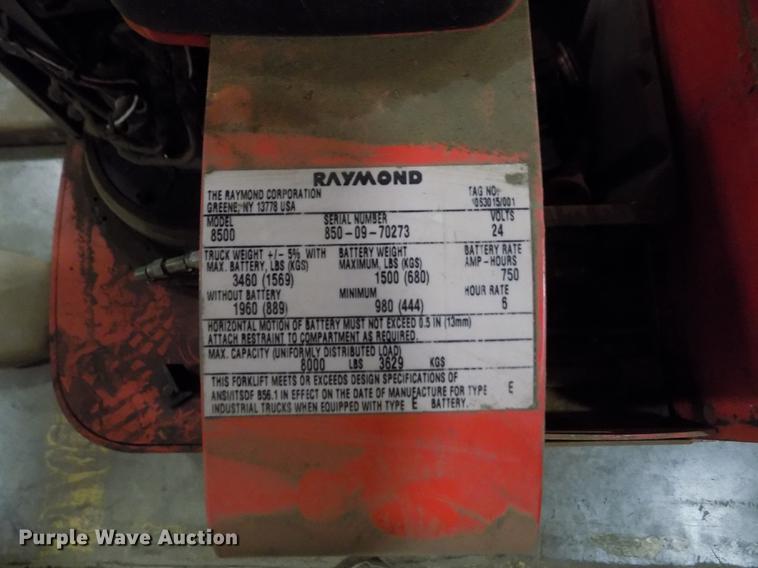 RAYMOND
THE RAYMOND CORPORATION TAG NO:
GREENE, NY 13778 USA 1053015/001
MODEL SERIAL NUMBER VOLTS
8500 850-09-70273 24
TRUCK WEIGHT +/- 5% WITH BATTERY WEIGHT BATTERY RATE
MAX. BATTERY, LBS (KGS) MAXIMUM, LBS (KGS) AMP-HOURS
3460 (1569) 1500 (680) 750
WITHOUT BATTERY MINIMUM HOUR RATE
1960 (889) 980 (444) 6
HORIZONTAL MOTION OF BATTERY MUST NOT EXCEED 0.5 IN (13mm)
ATTACH RESTRAINT TO COMPARTMENT AS REQUIRED.
MAX. CAPACITY (UNIFORMLY DISTRIBUTED LOAD)
8000 LBS 3629 KGS
THIS FORKLIFT MEETS OR EXCEEDS DESIGN SPECIFICATIONS OF
ANSI/ITSDF B56.1 IN EFFECT ON THE DATE OF MANUFACTURE FOR TYPE E
INDUSTRIAL TRUCKS WHEN EQUIPPED WITH TYPE E BATTERY.
Purple Wave Auction